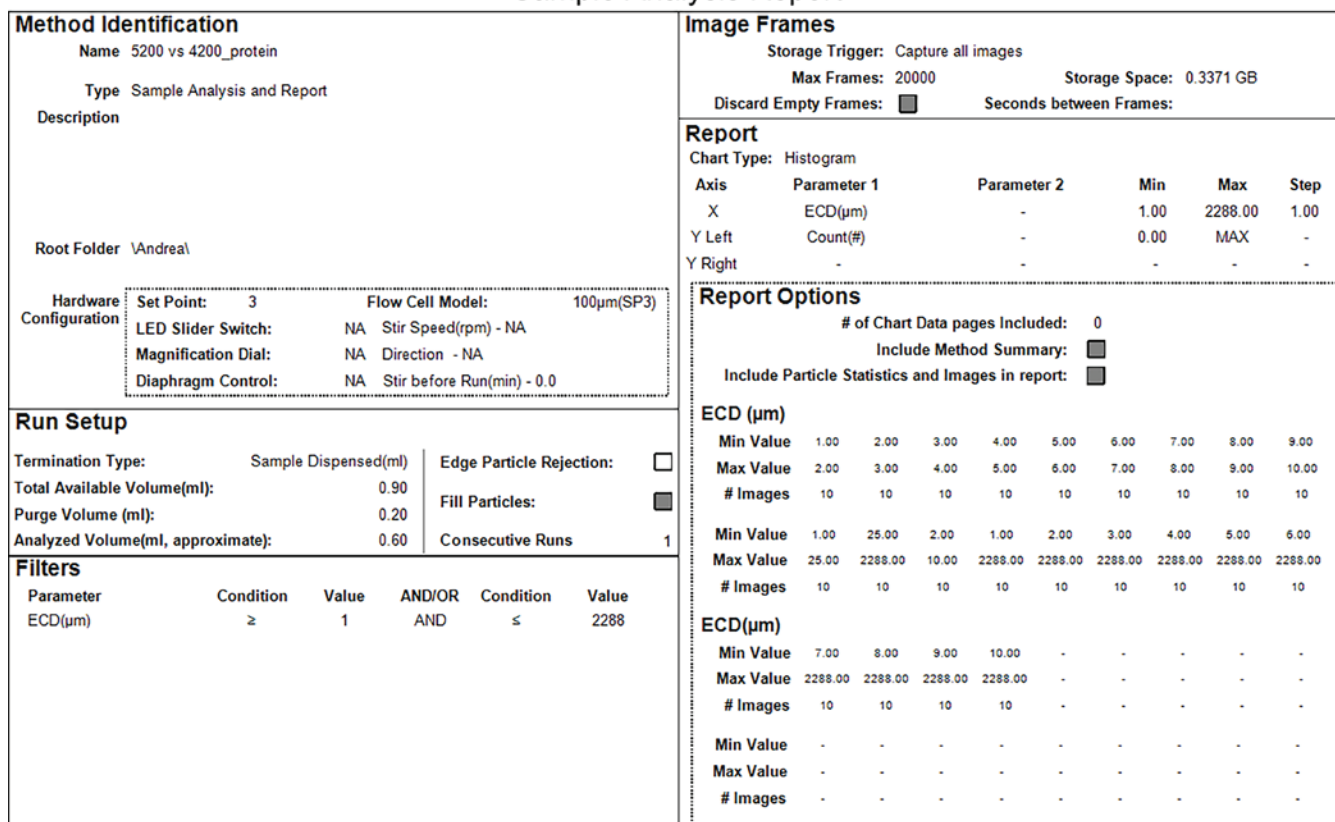 Method Identification
Name 5200 vs 4200_protein
Type Sample Analysis and Report
Description
Root Folder \Andrea\
Hardware Configuration
Set Point: 3 Flow Cell Model: 100µm(SP3)
LED Slider Switch: NA Stir Speed(rpm) - NA
Magnification Dial: NA Direction - NA
Diaphragm Control: NA Stir before Run(min) - 0.0
Run Setup
Termination Type: Sample Dispensed(ml)
Total Available Volume(ml): 0.90
Purge Volume (ml): 0.20
Analyzed Volume(ml, approximate): 0.60
Edge Particle Rejection:
Fill Particles:
Consecutive Runs 1
Filters
Parameter Condition Value AND/OR Condition Value
ECD(µm) ≥ 1 AND ≤ 2288
Image Frames
Storage Trigger: Capture all images
Max Frames: 20000 Storage Space: 0.3371 GB
Discard Empty Frames: Seconds between Frames:
Report
Chart Type: Histogram
Axis Parameter 1 Parameter 2 Min Max Step
X ECD(µm) - 1.00 2288.00 1.00
Y Left Count(#) - 0.00 MAX -
Y Right - - - - -
Report Options
# of Chart Data pages Included: 0
Include Method Summary:
Include Particle Statistics and Images in report:
ECD (µm)
Min Value 1.00 2.00 3.00 4.00 5.00 6.00 7.00 8.00 9.00
Max Value 2.00 3.00 4.00 5.00 6.00 7.00 8.00 9.00 10.00
# Images 10 10 10 10 10 10 10 10 10
Min Value 1.00 25.00 2.00 1.00 2.00 3.00 4.00 5.00 6.00
Max Value 25.00 2288.00 10.00 2288.00 2288.00 2288.00 2288.00 2288.00 2288.00
# Images 10 10 10 10 10 10 10 10 10
ECD(µm)
Min Value 7.00 8.00 9.00 10.00 - - - - -
Max Value 2288.00 2288.00 2288.00 2288.00 - - - - -
# Images 10 10 10 10 - - - - -
Min Value - - - - - - - - -
Max Value - - - - - - - - -
# Images - - - - - - - - -